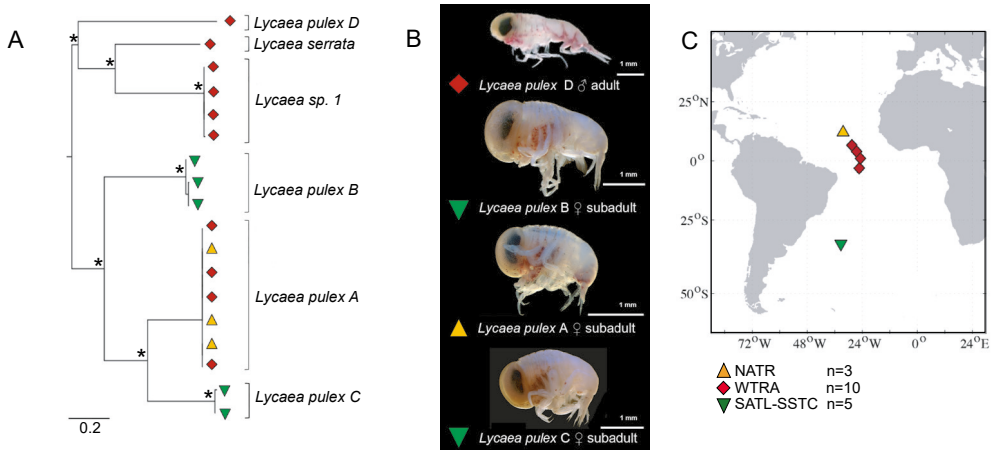 A
*
Lycaea pulex D
Lycaea serrata
*
*
Lycaea sp. 1
*
Lycaea pulex B
*
Lycaea pulex A
*
*
Lycaea pulex C
0.2
B
1 mm
Lycaea pulex D ♂ adult
1 mm
Lycaea pulex B ♀ subadult
1 mm
Lycaea pulex A ♀ subadult
1 mm
Lycaea pulex C ♀ subadult
C
25°N
0°
25°S
50°S
72°W 48°W 24°W 0° 24°E
NATR n=3
WTRA n=10
SATL-SSTC n=5